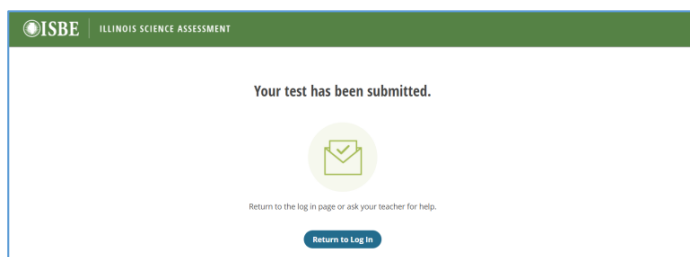 ISBE
ILLINOIS SCIENCE ASSESSMENT
Your test has been submitted.
Return to the log in page or ask your teacher for help.
Return to Log In